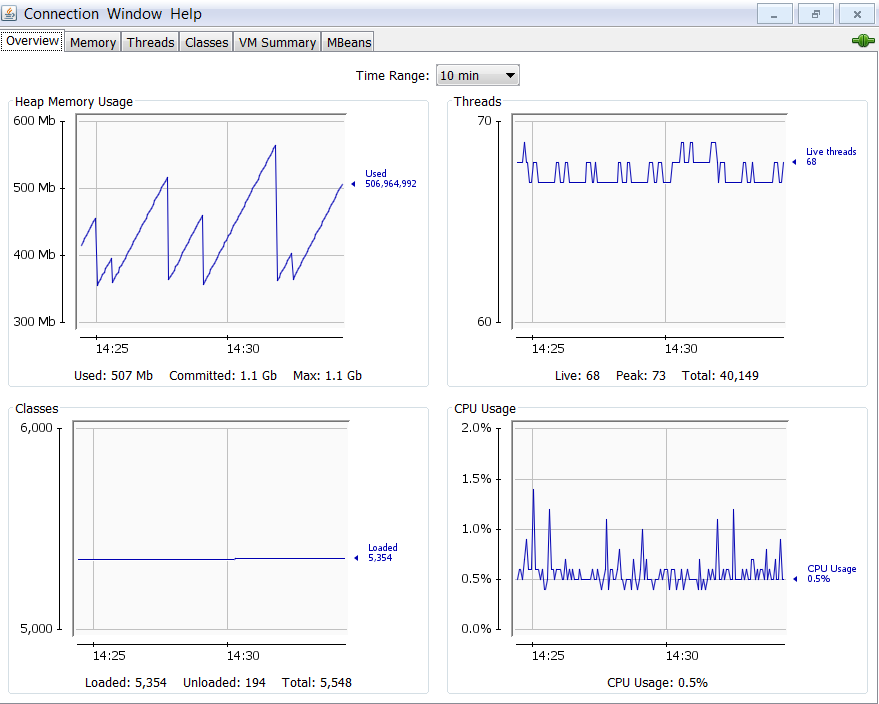 Connection Window Help
Overview Memory Threads Classes VM Summary MBeans
Time Range: 10 min
Heap Memory Usage
600 Mb
500 Mb
400 Mb
300 Mb
Used
506,964,992
14:25 14:30
Used: 507 Mb Committed: 1.1 Gb Max: 1.1 Gb
Threads
70
60
Live threads
68
14:25 14:30
Live: 68 Peak: 73 Total: 40,149
Classes
6,000
5,000
Loaded
5,354
14:25 14:30
Loaded: 5,354 Unloaded: 194 Total: 5,548
CPU Usage
2.0%
1.5%
1.0%
0.5%
0.0%
CPU Usage
0.5%
14:25 14:30
CPU Usage: 0.5%